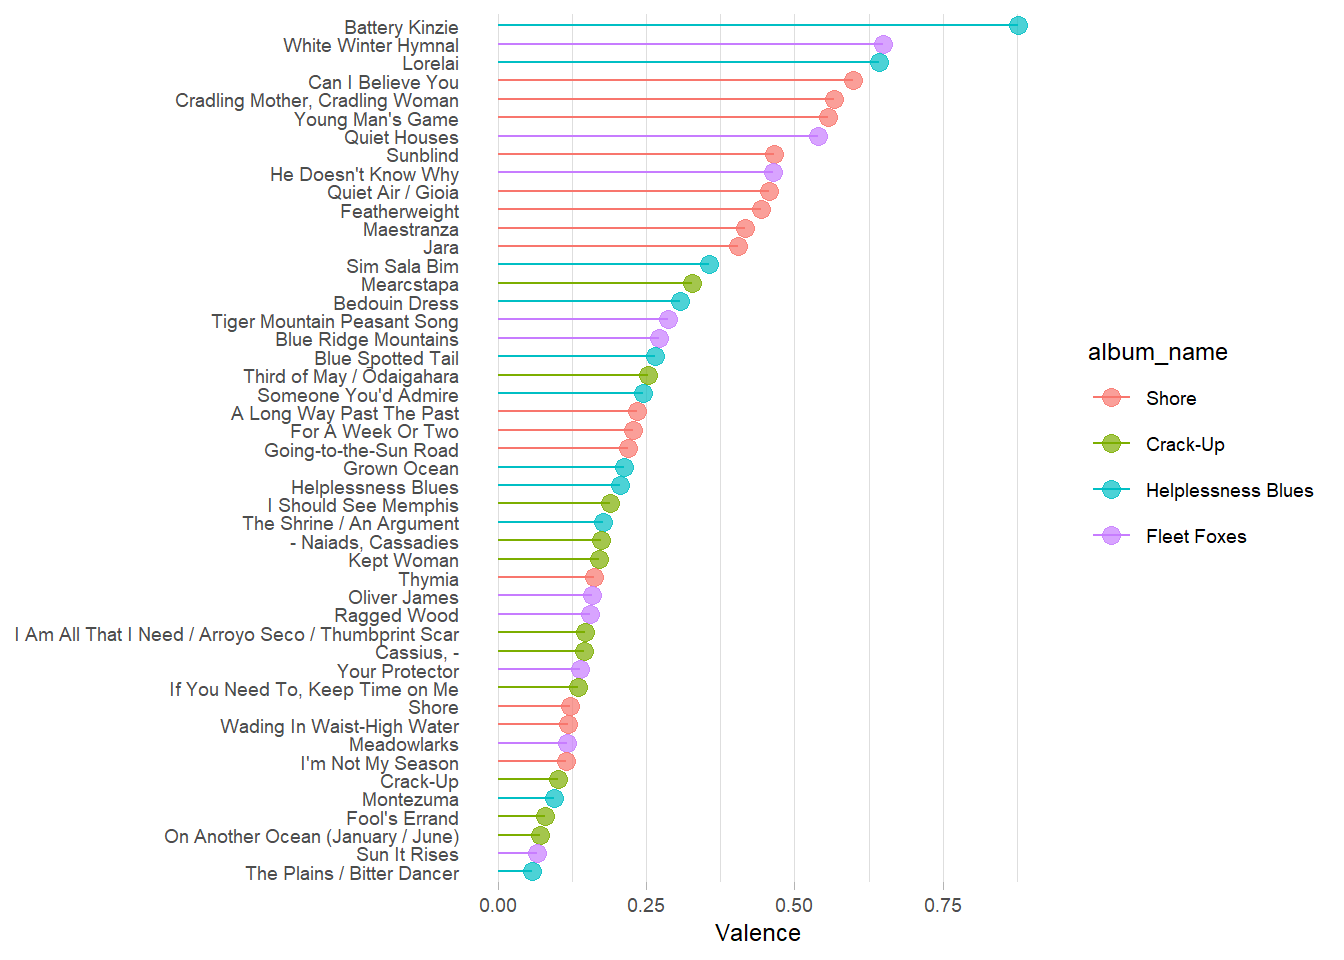 Battery Kinzie
White Winter Hymnal
Lorelai
Can I Believe You
Cradling Mother, Cradling Woman
Young Man's Game
Quiet Houses
Sunblind
He Doesn't Know Why
Quiet Air / Gioia
Featherweight
Maestranza
Jara
Sim Sala Bim
Mearcstapa
Bedouin Dress
Tiger Mountain Peasant Song
Blue Ridge Mountains
Blue Spotted Tail
Third of May / Ōdaigahara
Someone You'd Admire
A Long Way Past The Past
For A Week Or Two
Going-to-the-Sun Road
Grown Ocean
Helplessness Blues
I Should See Memphis
The Shrine / An Argument
- Naiads, Cassadies
Kept Woman
Thymia
Oliver James
Ragged Wood
I Am All That I Need / Arroyo Seco / Thumbprint Scar
Cassius, -
Your Protector
If You Need To, Keep Time on Me
Shore
Wading In Waist-High Water
Meadowlarks
I'm Not My Season
Crack-Up
Montezuma
Fool's Errand
On Another Ocean (January / June)
Sun It Rises
The Plains / Bitter Dancer
0.00 0.25 0.50 0.75
Valence
album_name
Shore
Crack-Up
Helplessness Blues
Fleet Foxes